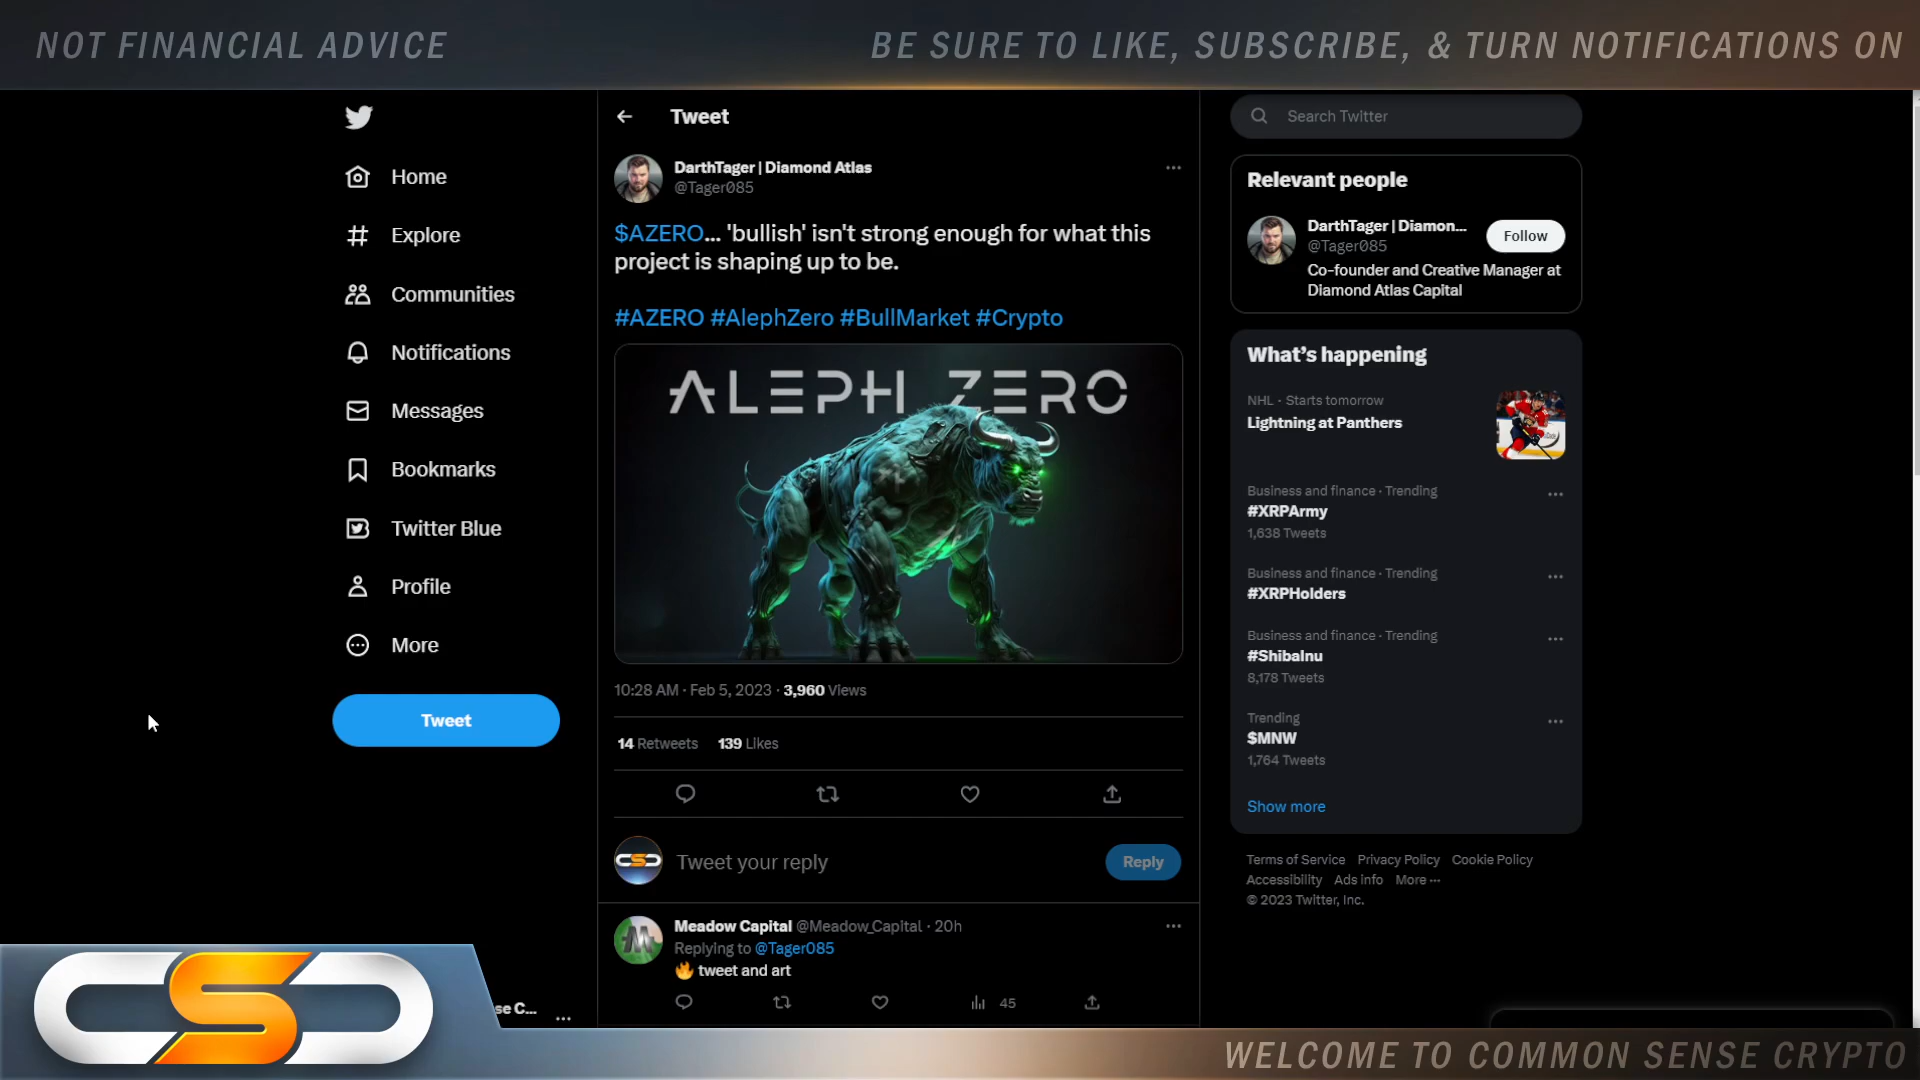 NOT FINANCIAL ADVICE
BE SURE TO LIKE, SUBSCRIBE, & TURN NOTIFICATIONS ON
Home
Explore
Communities
Notifications
Messages
Bookmarks
Twitter Blue
Profile
More
Tweet
se C...
Tweet
DarthTager | Diamond Atlas
@Tager085
$AZERO... 'bullish' isn't strong enough for what this
project is shaping up to be.
#AZERO #AlephZero #BullMarket #Crypto
ALEPH ZERO
10:28 AM · Feb 5, 2023 · 3,960 Views
14 Retweets 139 Likes
Tweet your reply
Reply
Meadow Capital @Meadow_Capital · 20h
Replying to @Tager085
🔥 tweet and art
45
Search Twitter
Relevant people
DarthTager | Diamon...
@Tager085
Follow
Co-founder and Creative Manager at
Diamond Atlas Capital
What's happening
NHL · Starts tomorrow
Lightning at Panthers
Business and finance · Trending
#XRPArmy
1,638 Tweets
Business and finance · Trending
#XRPHolders
Business and finance · Trending
#ShibaInu
8,178 Tweets
Trending
$MNW
1,764 Tweets
Show more
Terms of Service Privacy Policy Cookie Policy
Accessibility Ads info More ...
© 2023 Twitter, Inc.
CSC
WELCOME TO COMMON SENSE CRYPTO